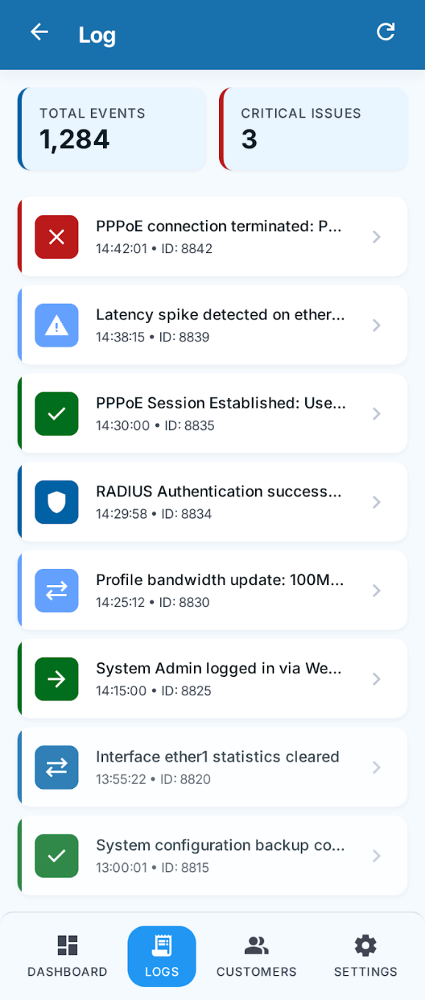 Log
TOTAL EVENTS
1,284
CRITICAL ISSUES
3
PPPoE connection terminated: P...
14:42:01 • ID: 8842
Latency spike detected on ether...
14:38:15 • ID: 8839
PPPoE Session Established: Use...
14:30:00 • ID: 8835
RADIUS Authentication success...
14:29:58 • ID: 8834
Profile bandwidth update: 100M...
14:25:12 • ID: 8830
System Admin logged in via We...
14:15:00 • ID: 8825
Interface ether1 statistics cleared
13:55:22 • ID: 8820
System configuration backup co...
13:00:01 • ID: 8815
DASHBOARD
LOGS
CUSTOMERS
SETTINGS